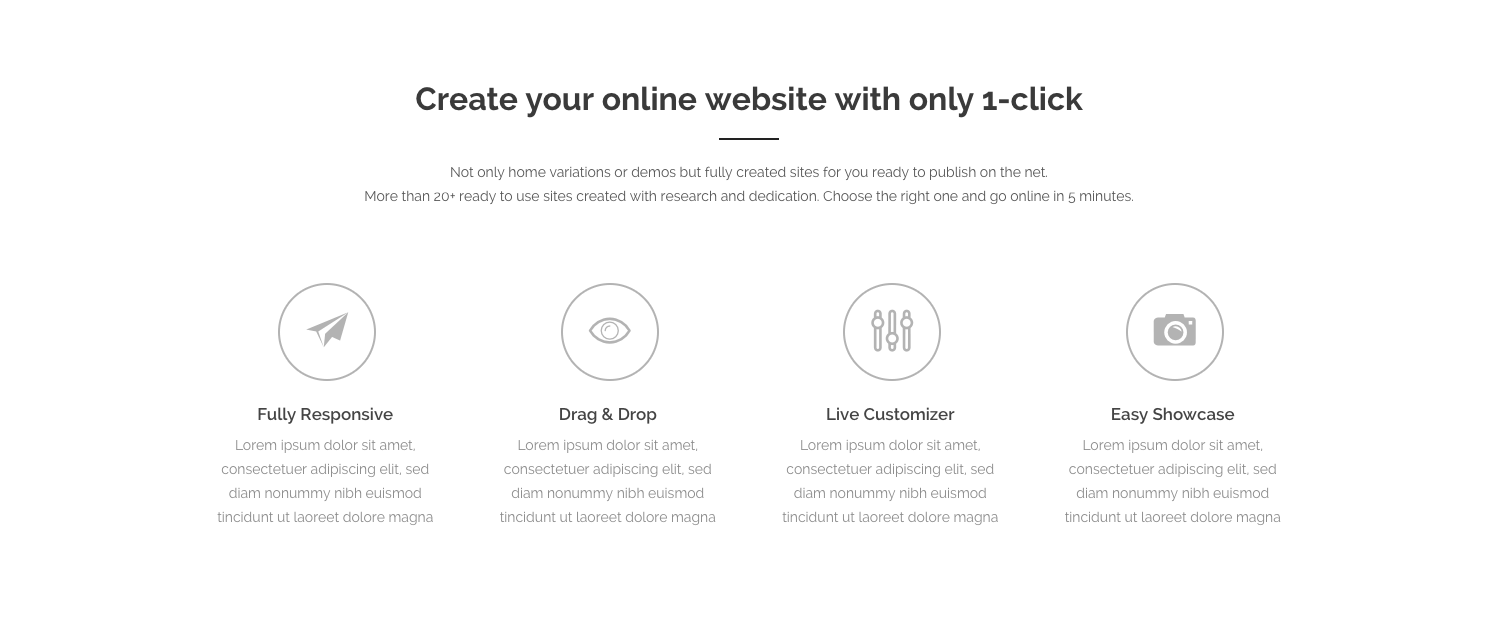 Create your online website with only 1-click
Not only home variations or demos but fully created sites for you ready to publish on the net.
More than 20+ ready to use sites created with research and dedication. Choose the right one and go online in 5 minutes.
Fully Responsive
Lorem ipsum dolor sit amet,
consectetuer adipiscing elit, sed
diam nonummy nibh euismod
tincidunt ut laoreet dolore magna
Drag & Drop
Lorem ipsum dolor sit amet,
consectetuer adipiscing elit, sed
diam nonummy nibh euismod
tincidunt ut laoreet dolore magna
Live Customizer
Lorem ipsum dolor sit amet,
consectetuer adipiscing elit, sed
diam nonummy nibh euismod
tincidunt ut laoreet dolore magna
Easy Showcase
Lorem ipsum dolor sit amet,
consectetuer adipiscing elit, sed
diam nonummy nibh euismod
tincidunt ut laoreet dolore magna